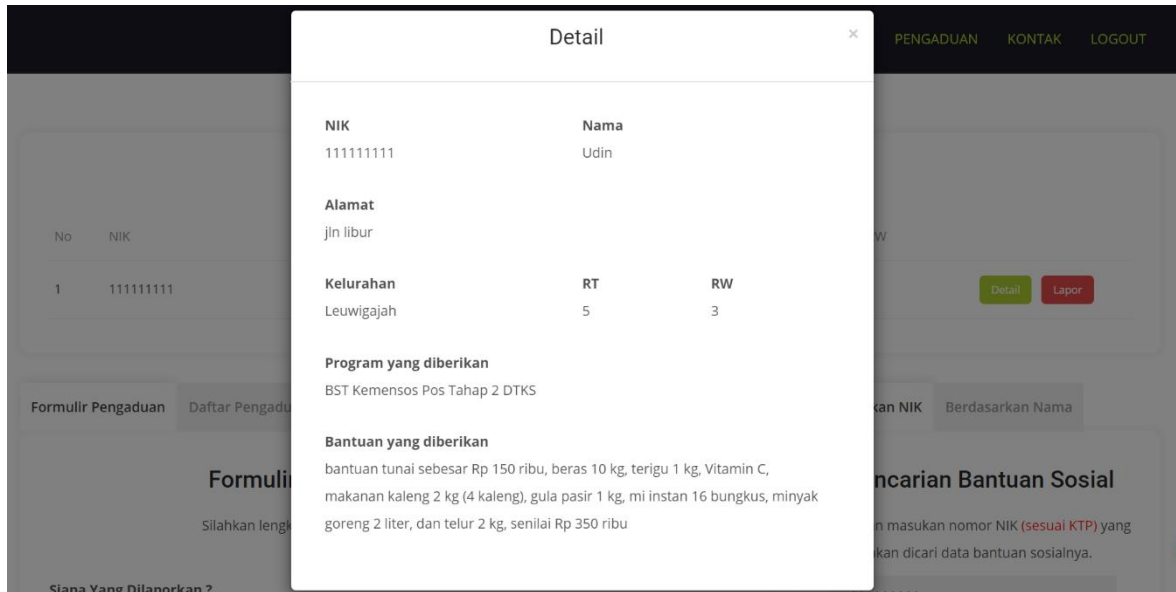 Detail ×
PENGADUAN KONTAK LOGOUT
NIK Nama
111111111 Udin
Alamat
jln libur
No NIK W
Kelurahan RT RW
1 111111111 Detail Lapor
Leuwigajah 5 3
Program yang diberikan
BST Kemensos Pos Tahap 2 DTKS
Formulir Pengaduan Daftar Pengadu kan NIK Berdasarkan Nama
Bantuan yang diberikan
bantuan tunai sebesar Rp 150 ribu, beras 10 kg, terigu 1 kg, Vitamin C,
makanan kaleng 2 kg (4 kaleng), gula pasir 1 kg, mi instan 16 bungkus, minyak
goreng 2 liter, dan telur 2 kg, senilai Rp 350 ribu
Formuli ncarian Bantuan Sosial
Silahkan lengk n masukan nomor NIK (sesuai KTP) yang
kan dicari data bantuan sosialnya.
Siapa Yang Dilaporkan ?